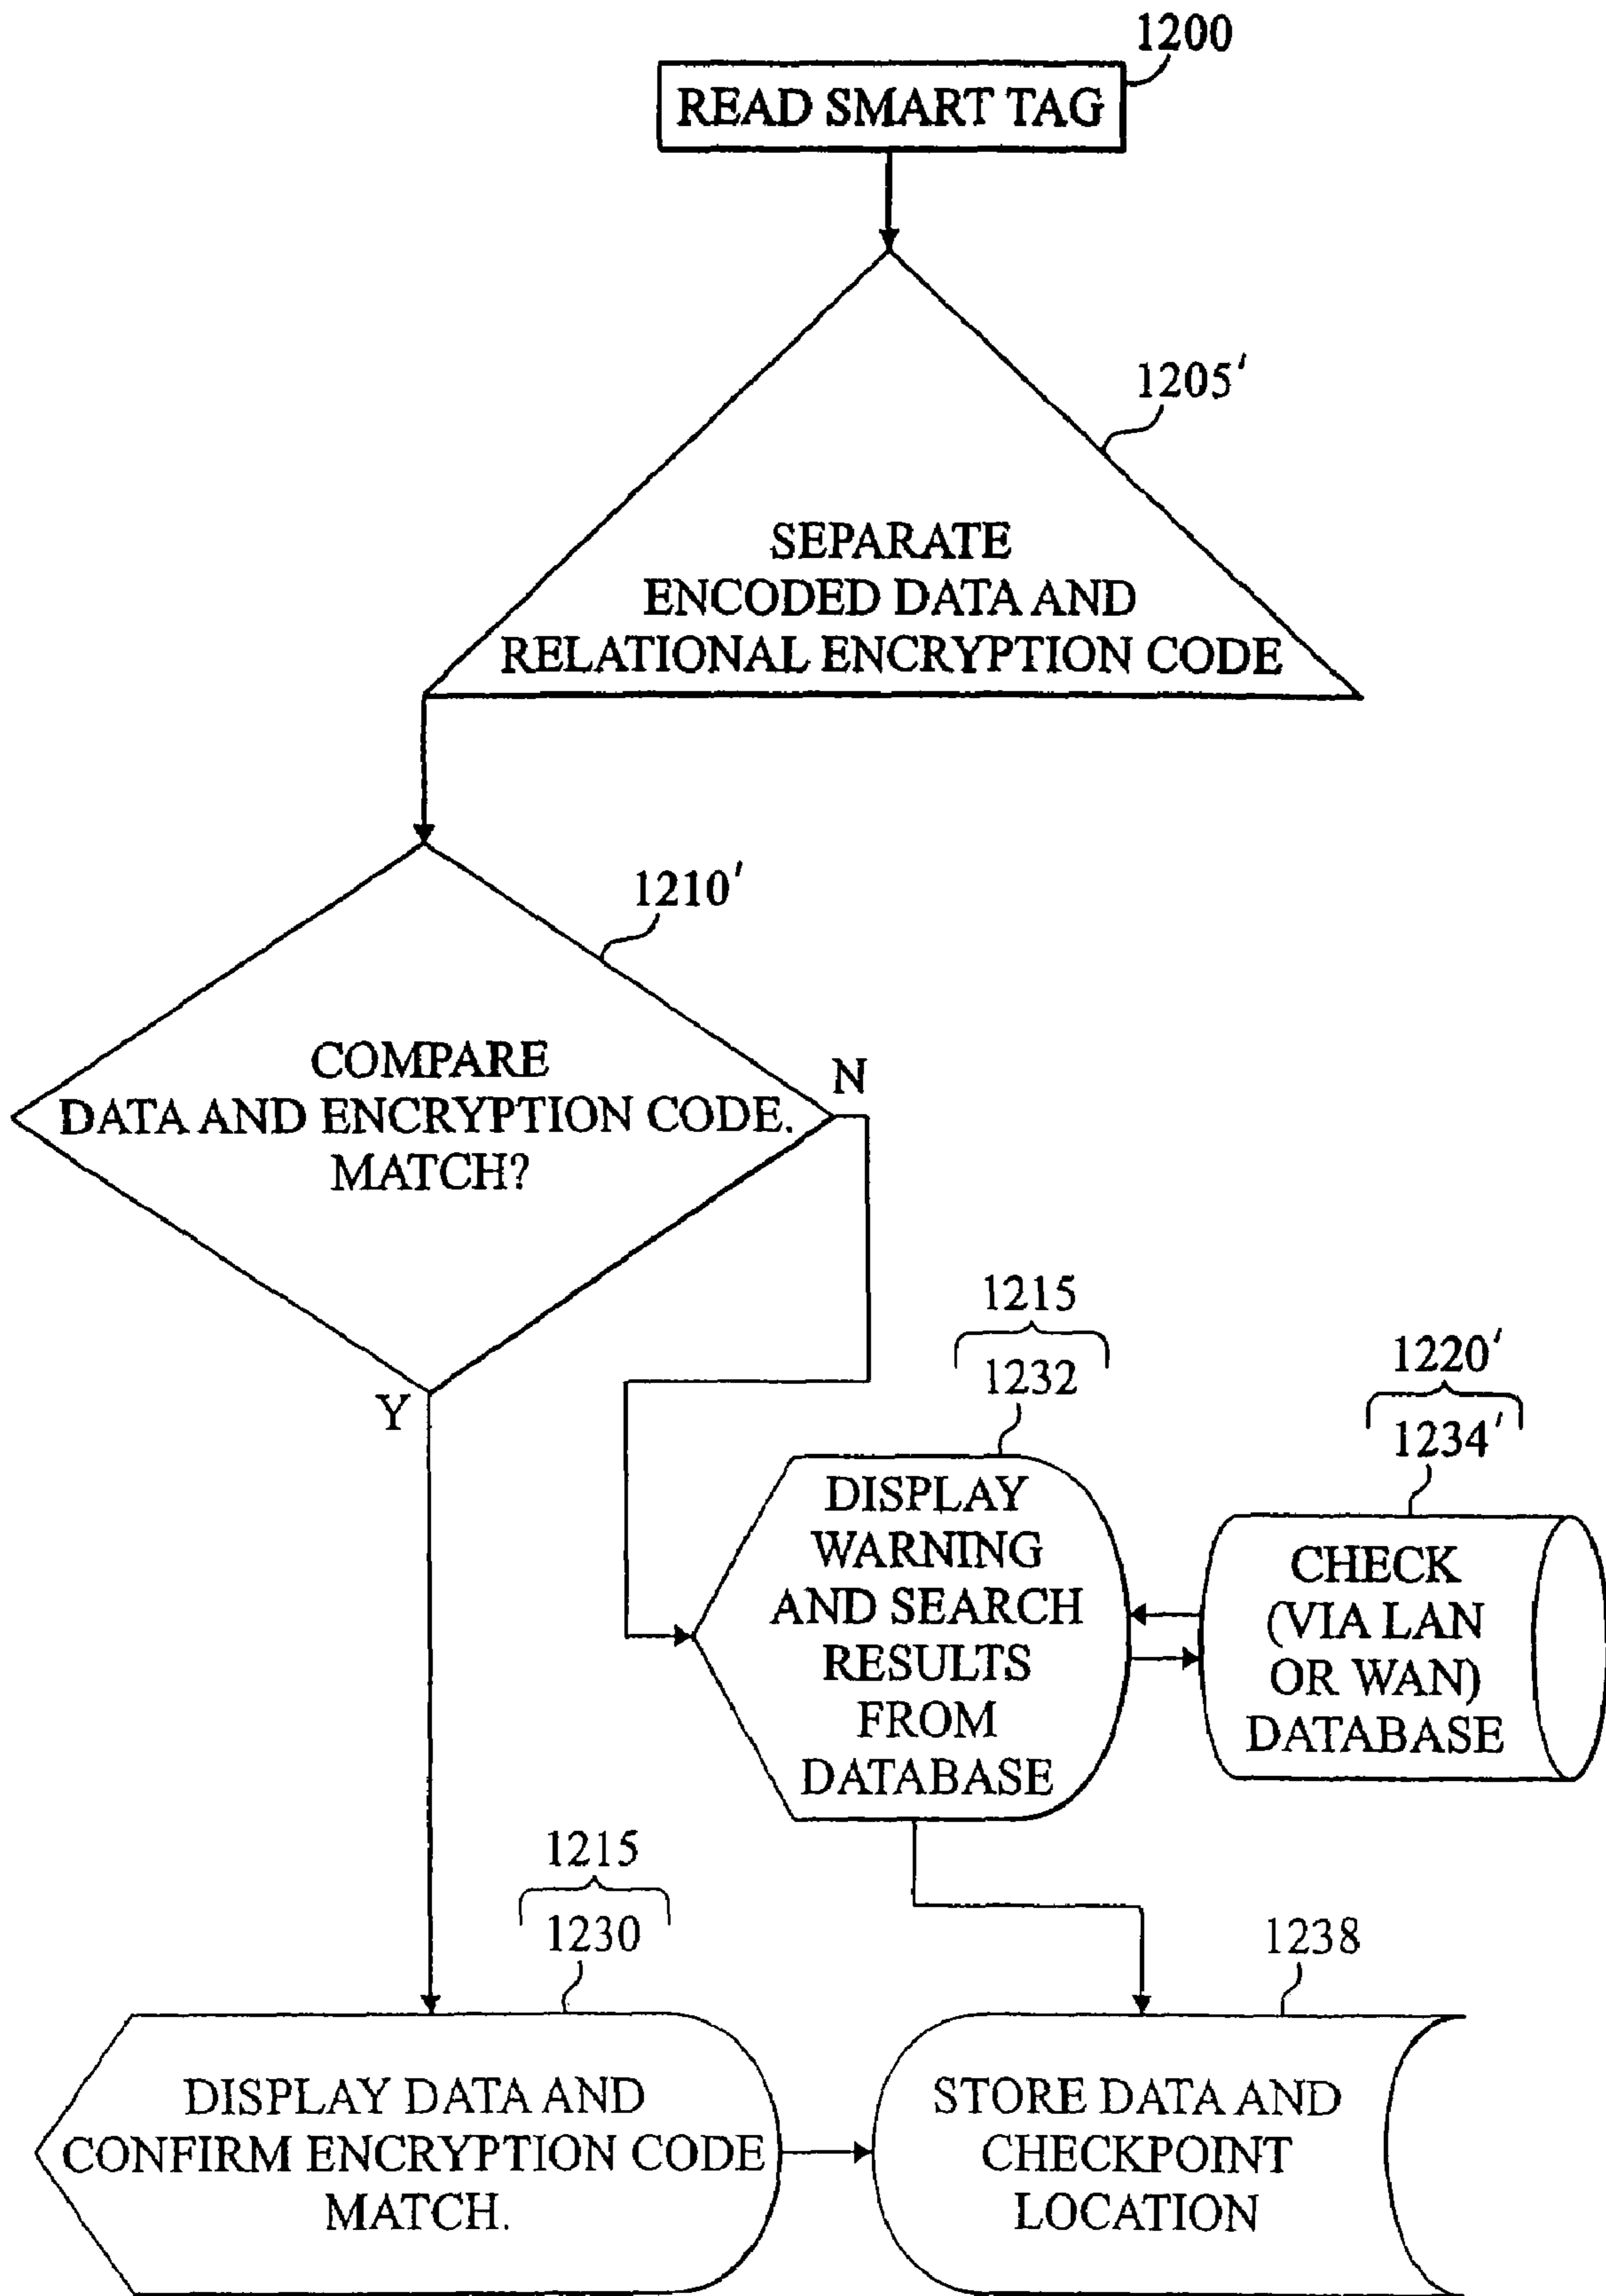 1200
READ SMART TAG
1205'
SEPARATE
ENCODED DATA AND
RELATIONAL ENCRYPTION CODE
1210'
COMPARE
DATA AND ENCRYPTION CODE.
MATCH?
N
Y
1215
1232
DISPLAY
WARNING
AND SEARCH
RESULTS
FROM
DATABASE
1220'
1234'
CHECK
(VIA LAN
OR WAN)
DATABASE
1215
1230
DISPLAY DATA AND
CONFIRM ENCRYPTION CODE
MATCH.
1238
STORE DATA AND
CHECKPOINT
LOCATION